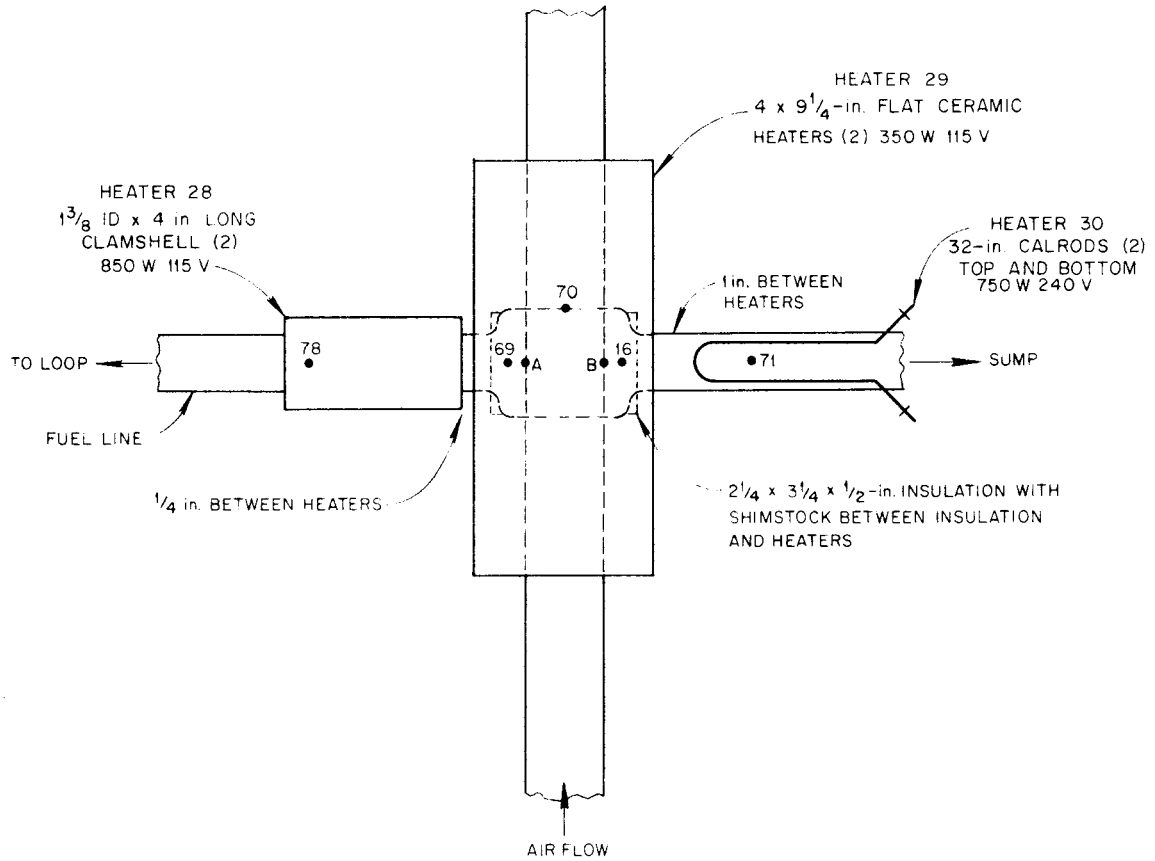 HEATER 29
4 x 9 1/4-in. FLAT CERAMIC
HEATERS (2) 350 W 115 V
HEATER 28
1 3/8 ID x 4 in LONG
CLAMSHELL (2)
850 W 115 V
HEATER 30
32-in. CALRODS (2)
TOP AND BOTTOM
750 W 240 V
1 in. BETWEEN
HEATERS
70
TO LOOP
78
69
A
B
16
71
SUMP
FUEL LINE
1/4 in. BETWEEN HEATERS
2 1/4 x 3 1/4 x 1/2-in. INSULATION WITH
SHIMSTOCK BETWEEN INSULATION
AND HEATERS
AIR FLOW